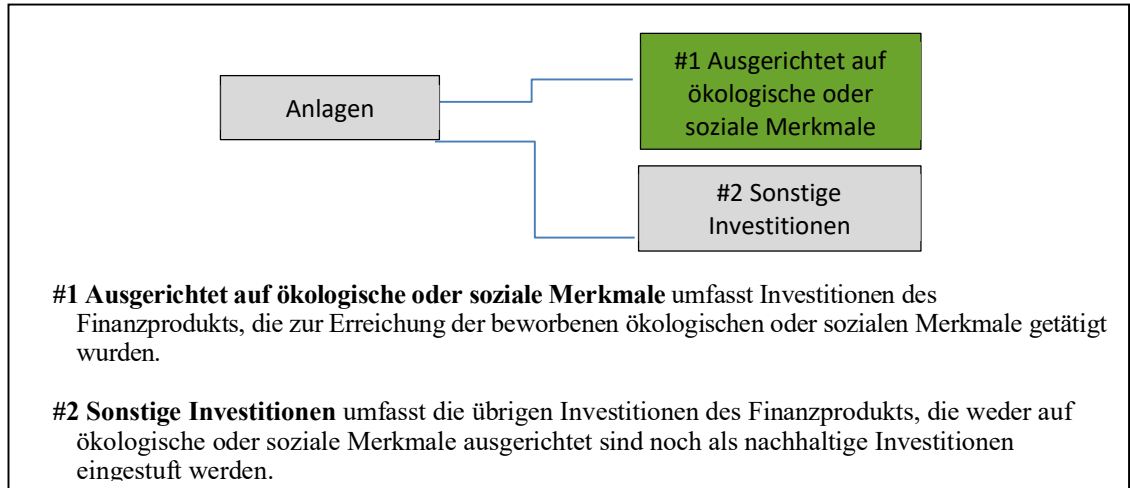 Anlagen
#1 Ausgerichtet auf
ökologische oder
soziale Merkmale
#2 Sonstige
Investitionen
#1 Ausgerichtet auf ökologische oder soziale Merkmale umfasst Investitionen des
Finanzprodukts, die zur Erreichung der beworbenen ökologischen oder sozialen Merkmale getätigt
wurden.
#2 Sonstige Investitionen umfasst die übrigen Investitionen des Finanzprodukts, die weder auf
ökologische oder soziale Merkmale ausgerichtet sind noch als nachhaltige Investitionen
eingestuft werden.